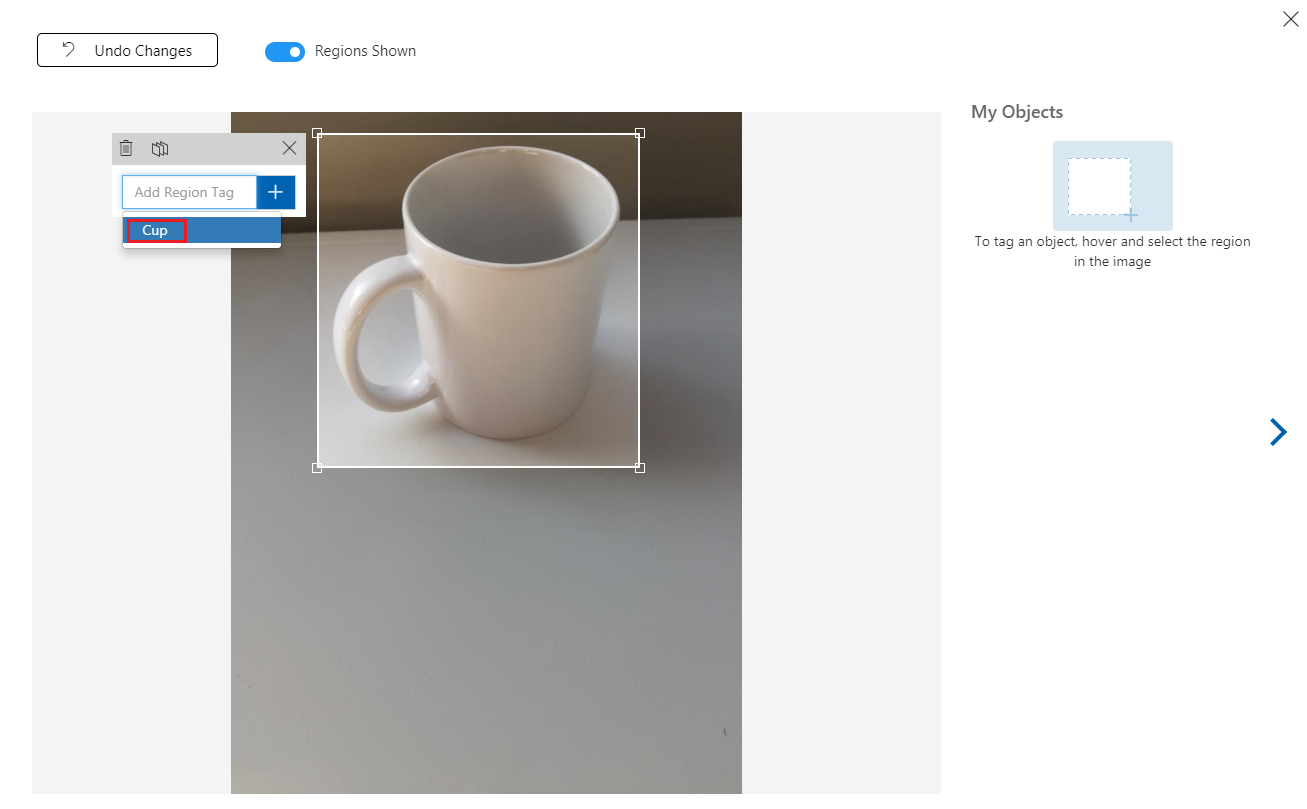 Undo Changes
Regions Shown
My Objects
Add Region Tag
Cup
To tag an object, hover and select the region
in the image